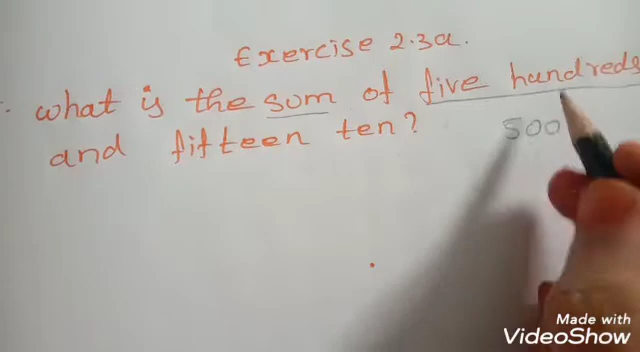 Exercise 2.3a.
what is the sum of five hundreds
and fifteen ten?
500
Made with
VideoShow